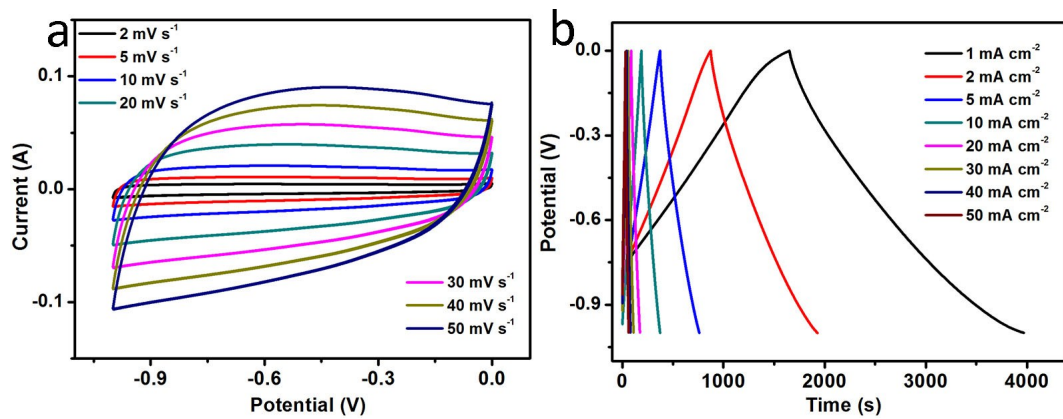 a
2 mV s⁻¹
5 mV s⁻¹
10 mV s⁻¹
20 mV s⁻¹
30 mV s⁻¹
40 mV s⁻¹
50 mV s⁻¹
0.1
0.0
-0.1
Current (A)
-0.9
-0.6
-0.3
0.0
Potential (V)
b
1 mA cm⁻²
2 mA cm⁻²
5 mA cm⁻²
10 mA cm⁻²
20 mA cm⁻²
30 mA cm⁻²
40 mA cm⁻²
50 mA cm⁻²
0.0
-0.3
-0.6
-0.9
Potential (V)
0
1000
2000
3000
4000
Time (s)